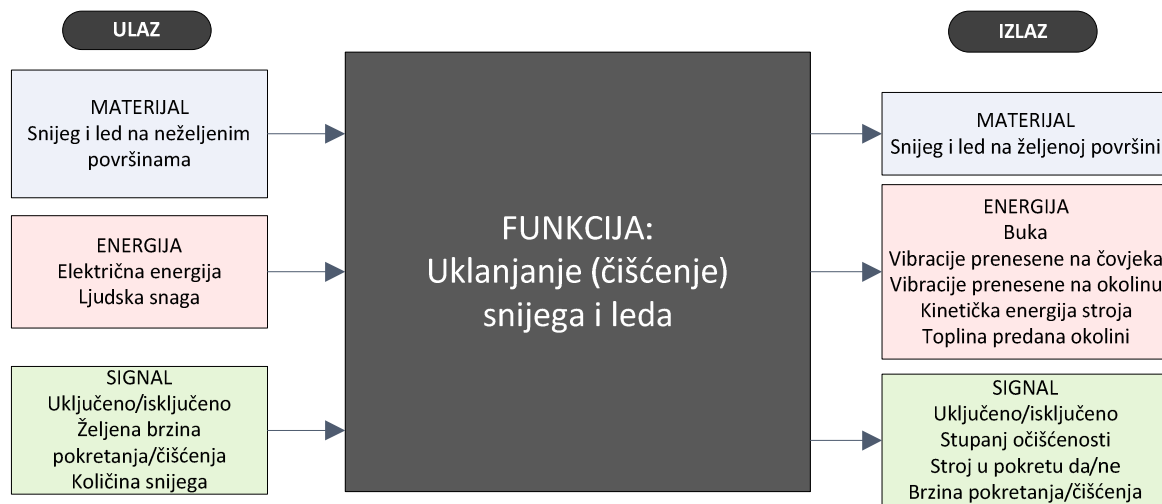 ULAZ
MATERIJAL
Snijeg i led na neželjenim
površinama
ENERGIJA
Električna energija
Ljudska snaga
SIGNAL
Uključeno/isključeno
Željena brzina
pokretanja/čišćenja
Količina snijega
FUNKCIJA:
Uklanjanje (čišćenje)
snijega i leda
IZLAZ
MATERIJAL
Snijeg i led na željenoj površini
ENERGIJA
Buka
Vibracije prenesene na čovjeka
Vibracije prenesene na okolinu
Kinetička energija stroja
Toplina predana okolini
SIGNAL
Uključeno/isključeno
Stupanj očišćenosti
Stroj u pokretu da/ne
Brzina pokretanja/čišćenja